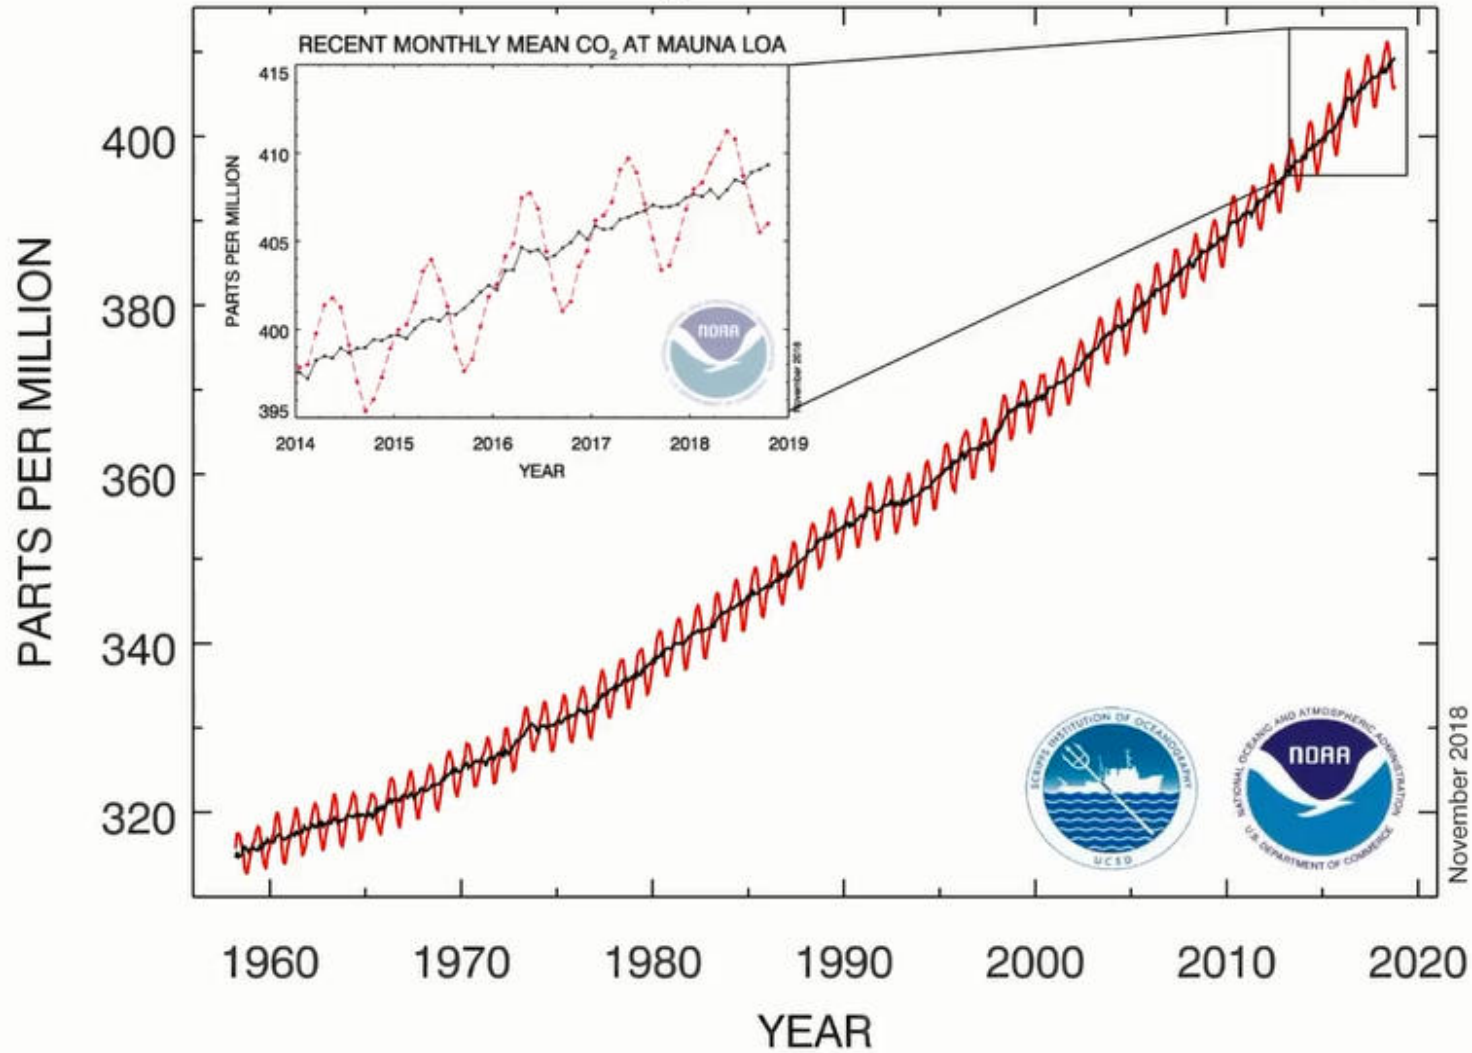 RECENT MONTHLY MEAN CO₂ AT MAUNA LOA
415
410
405
400
395
PARTS PER MILLION
2014 2015 2016 2017 2018 2019
YEAR
NOAA
November 2018
400
380
360
340
320
PARTS PER MILLION
1960 1970 1980 1990 2000 2010 2020
YEAR
SCRIPPS INSTITUTION OF OCEANOGRAPHY
UCSD
NATIONAL OCEANIC AND ATMOSPHERIC ADMINISTRATION
NOAA
U.S. DEPARTMENT OF COMMERCE
November 2018